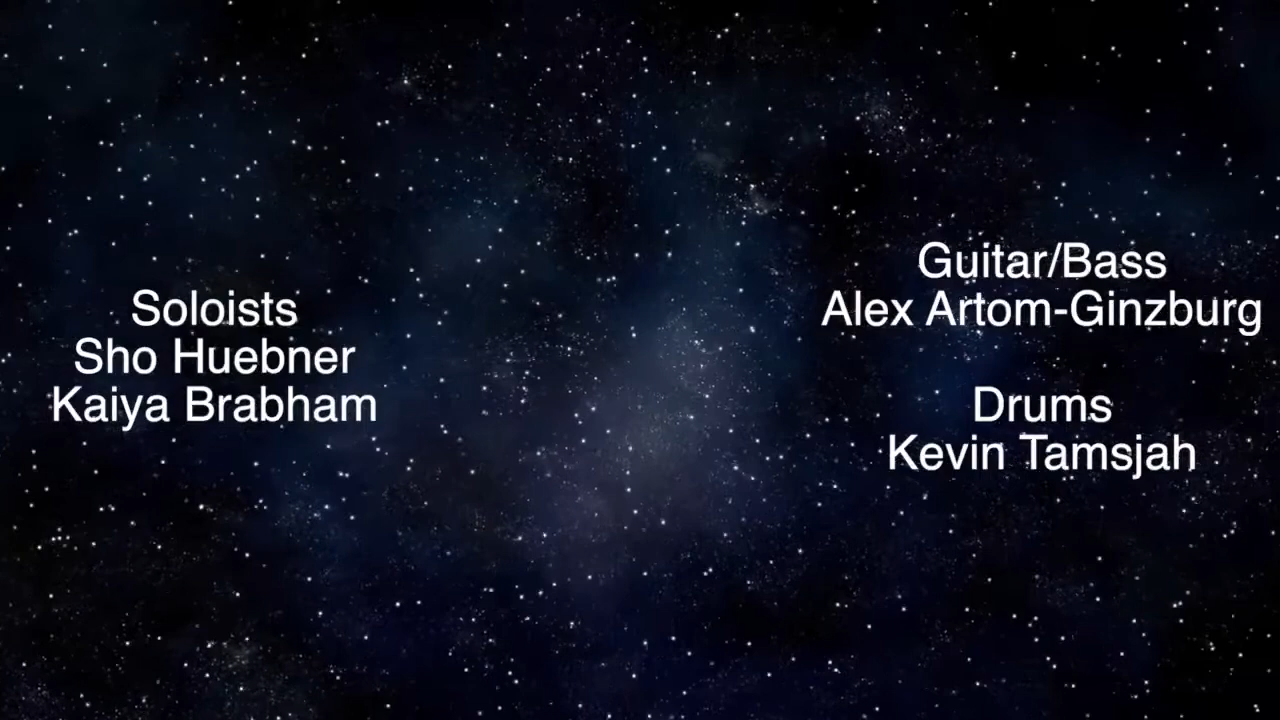 Soloists
Sho Huebner
Kaiya Brabham
Guitar/Bass
Alex Artom-Ginzburg
Drums
Kevin Tamsjah